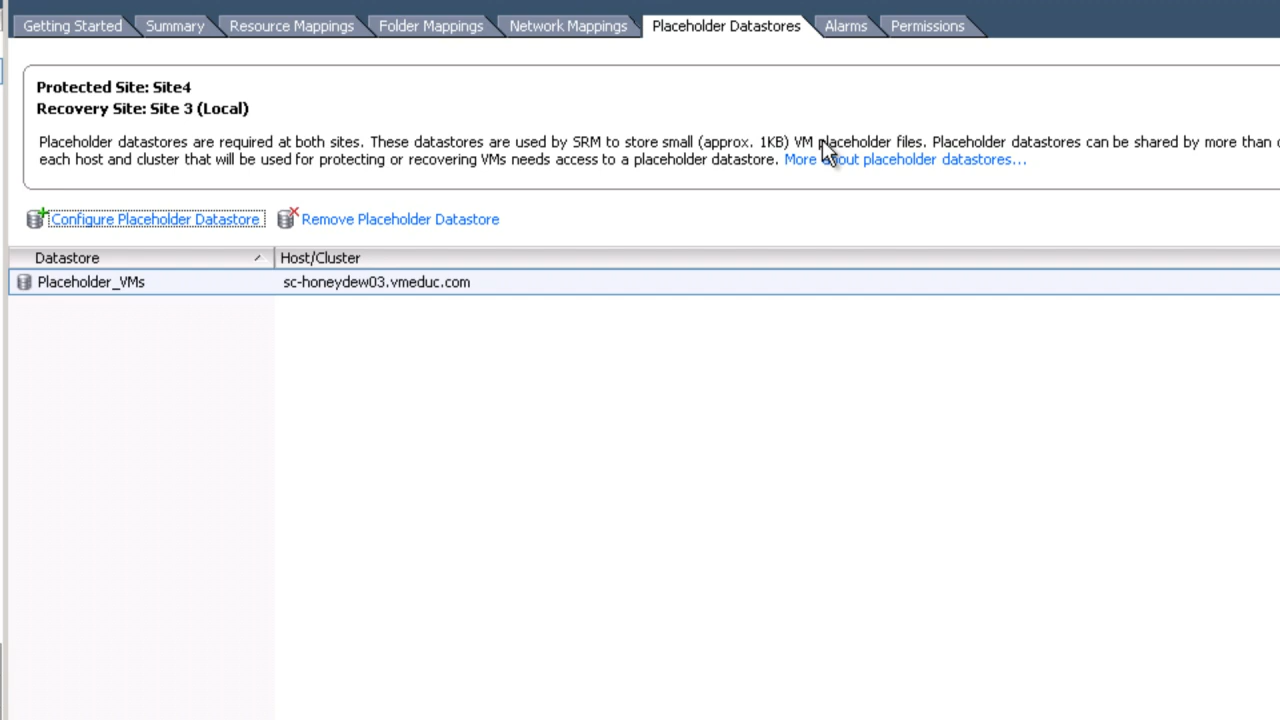 Getting Started Summary Resource Mappings Folder Mappings Network Mappings Placeholder Datastores Alarms Permissions
Protected Site: Site4
Recovery Site: Site 3 (Local)
Placeholder datastores are required at both sites. These datastores are used by SRM to store small (approx. 1KB) VM placeholder files. Placeholder datastores can be shared by more than
each host and cluster that will be used for protecting or recovering VMs needs access to a placeholder datastore. More about placeholder datastores...
Configure Placeholder Datastore Remove Placeholder Datastore
Datastore Host/Cluster
Placeholder_VMs sc-honeydew03.vmeduc.com